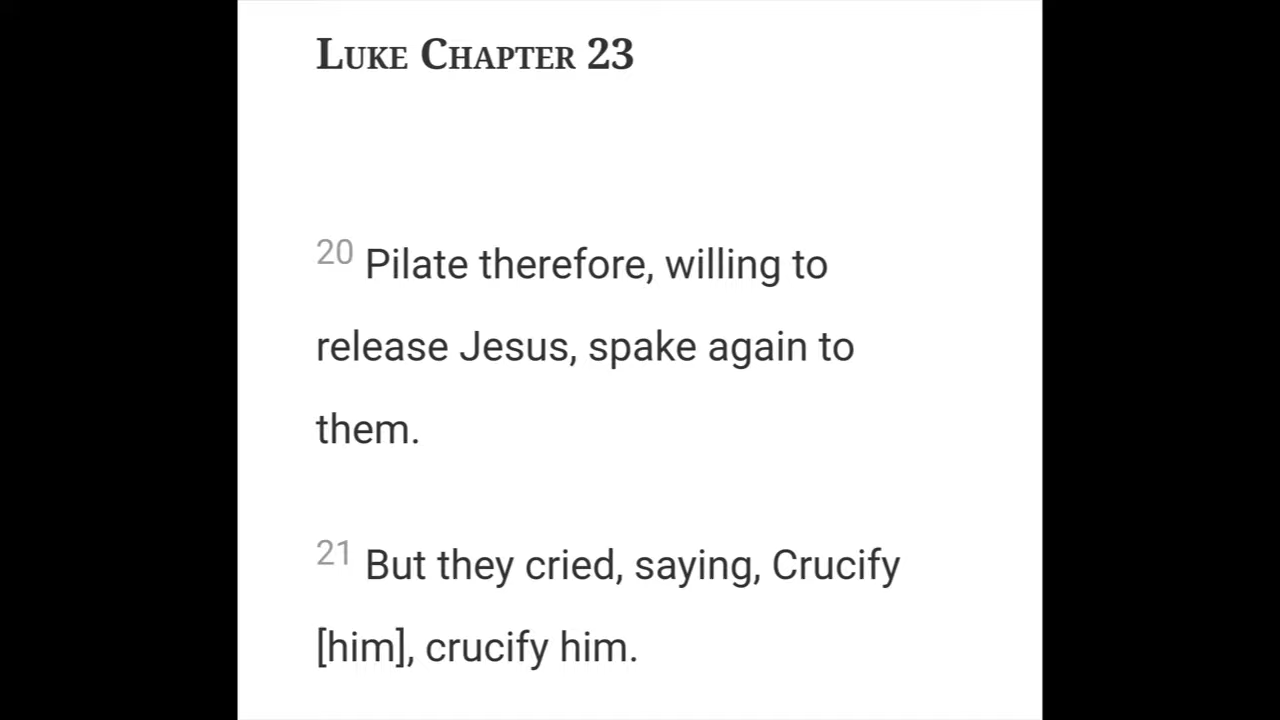 Luke Chapter 23
20 Pilate therefore, willing to
release Jesus, spake again to
them.
21 But they cried, saying, Crucify
[him], crucify him.